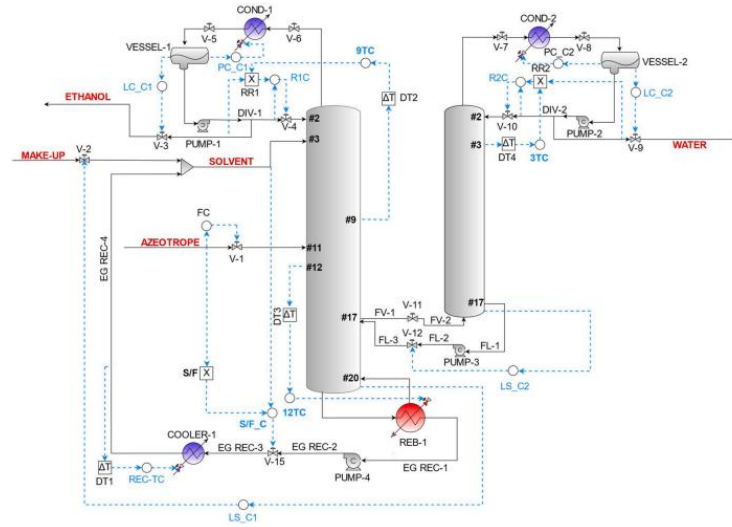 COND-1
V-5
V-6
VESSEL-1
PC_C1
9TC
LC_C1
X
R1C
RR1
ΔT
DT2
ETHANOL
DIV-1
V-4
#2
V-3
PUMP-1
#3
MAKE-UP
V-2
SOLVENT
EG REC-4
FC
#9
AZEOTROPE
V-1
#11
#12
DT3
ΔT
#17
FV-1
V-11
FV-2
V-12
FL-3
FL-2
FL-1
PUMP-3
S/F
X
#20
LS_C2
12TC
S/F_C
COOLER-1
EG REC-3
EG REC-2
V-15
REB-1
EG REC-1
PUMP-4
ΔT
DT1
REC-TC
LS_C1
COND-2
V-7
V-8
PC_C2
VESSEL-2
RR2
R2C
X
LC_C2
#2
V-10
DIV-2
PUMP-2
V-9
#3
ΔT
DT4
3TC
WATER
#17